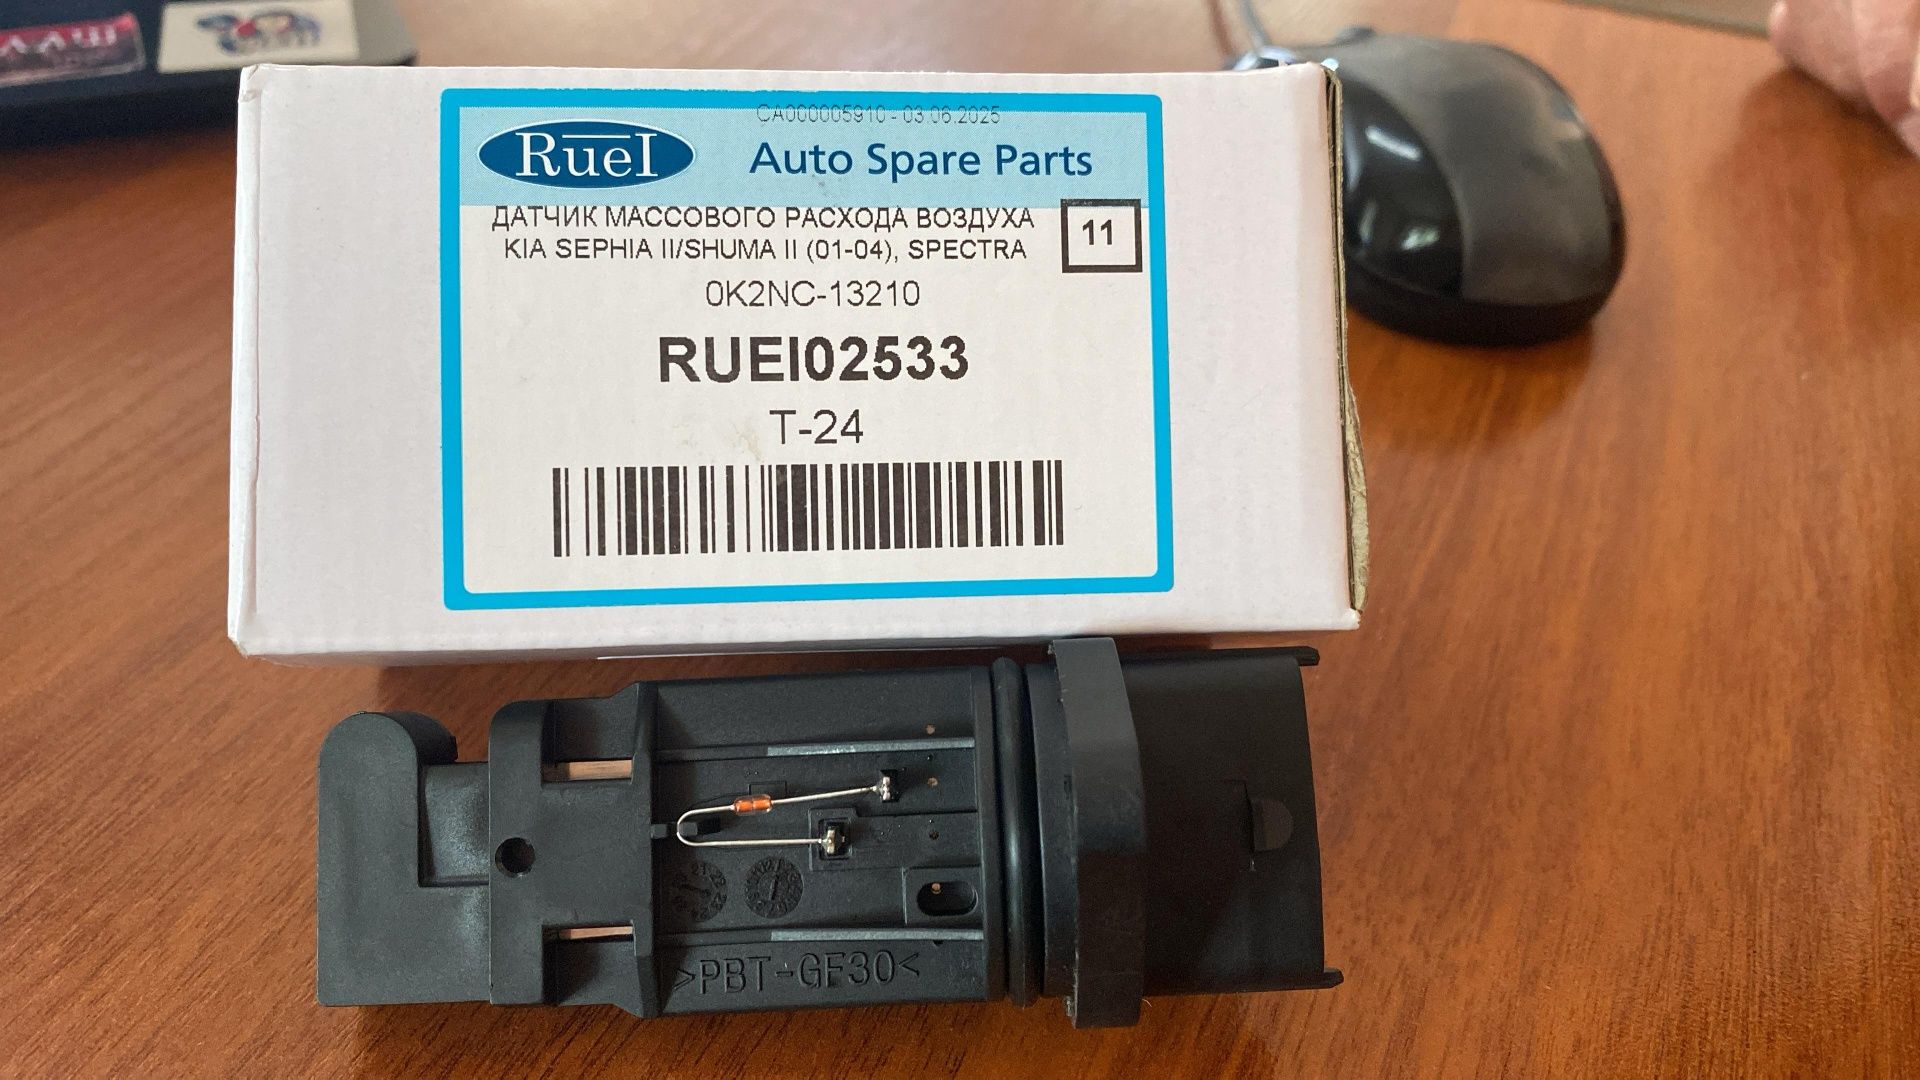 CA000005910 - 03.06.2025
RueI
Auto Spare Parts
ДАТЧИК МАССОВОГО РАСХОДА ВОЗДУХА
KIA SEPHIA II/SHUMA II (01-04), SPECTRA
11
0K2NC-13210
RUEI02533
T-24
>PBT-GF30<